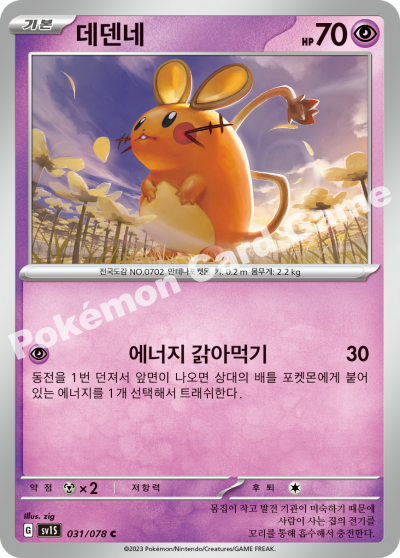 기본 데덴네 HP 70
전국도감 NO.0702 안테나포켓몬 키: 0.2 m 몸무게: 2.2 kg
Pokémon Card Game
에너지 갉아먹기 30
동전을 1번 던져서 앞면이 나오면 상대의 배틀 포켓몬에게 붙어
있는 에너지를 1개 선택해서 트래쉬한다.
약점 ×2 저항력 후퇴
Illus. zig
G sv1S 031/078 C
몸집이 작고 발전 기관이 미숙하기 때문에
사람이 사는 집의 전기를
꼬리를 통해 흡수해서 충전한다.
©2023 Pokémon/Nintendo/Creatures/GAME FREAK.